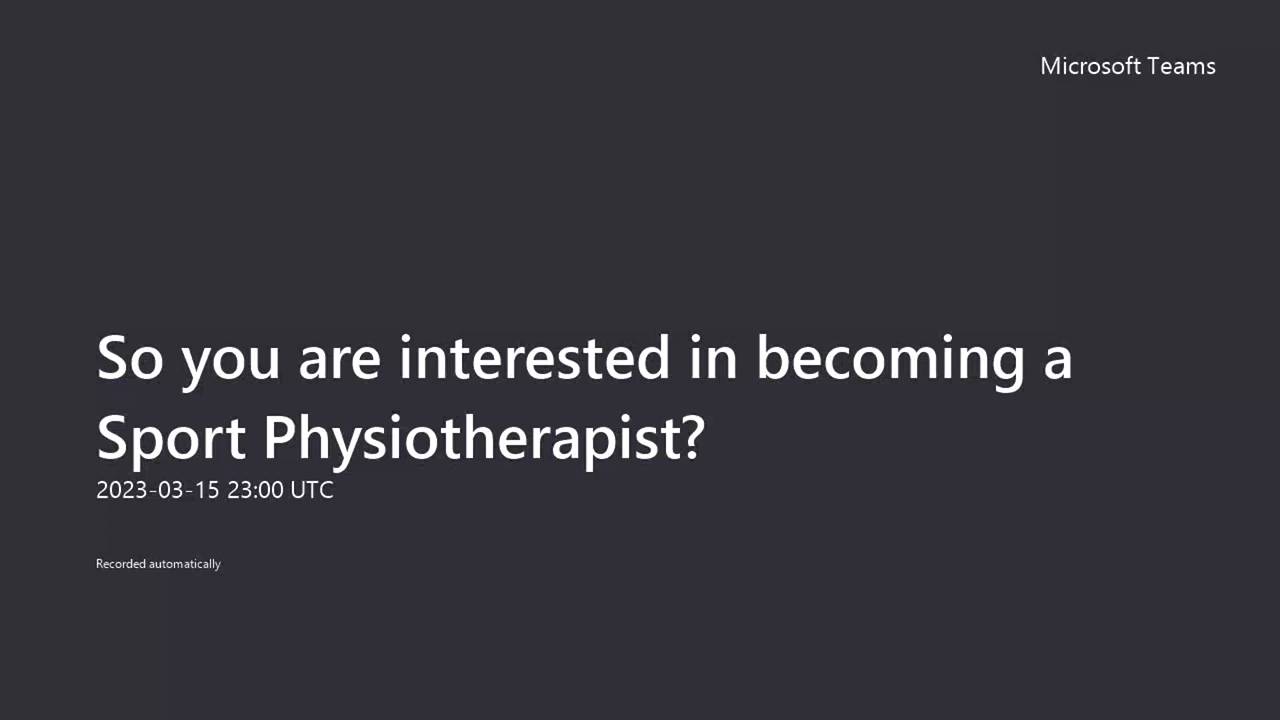 Microsoft Teams
So you are interested in becoming a
Sport Physiotherapist?
2023-03-15 23:00 UTC
Recorded automatically